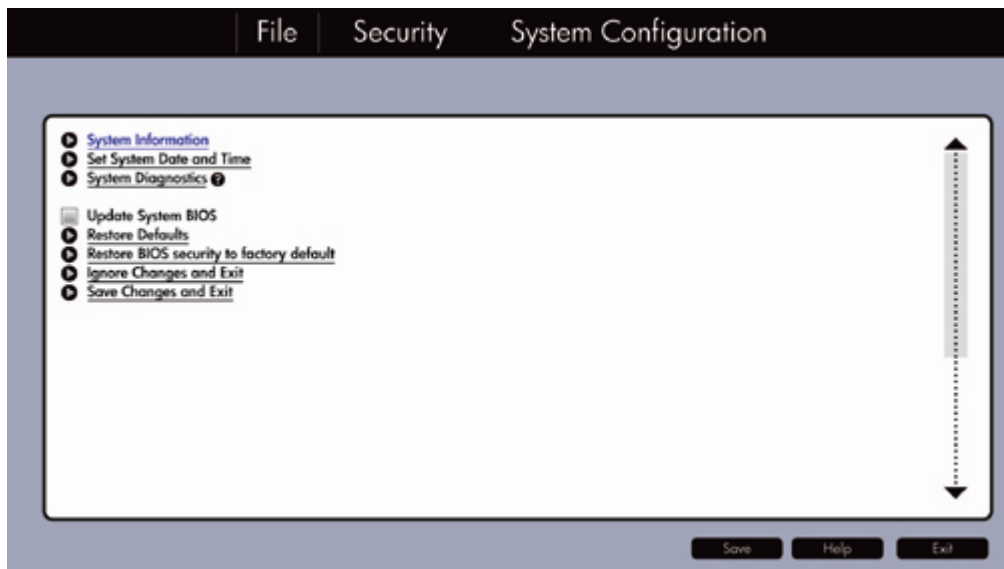 File Security System Configuration
System Information
Set System Date and Time
System Diagnostics ?
Update System BIOS
Restore Defaults
Restore BIOS security to factory default
Ignore Changes and Exit
Save Changes and Exit
Save Help Exit